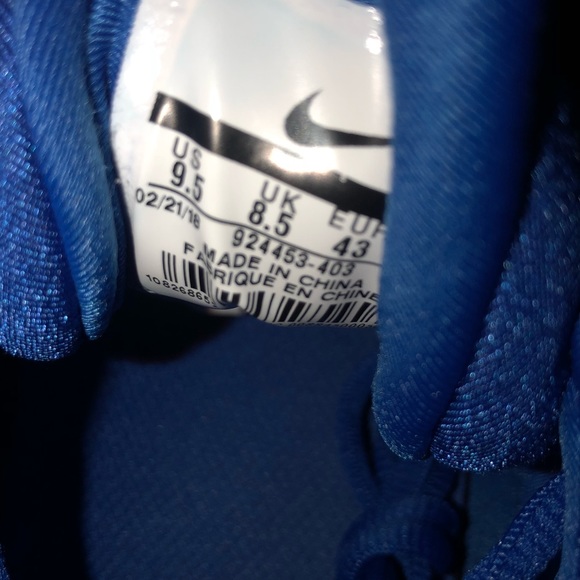 US UK EUR
9.5 8.5 43
02/21/18
924453-403
MADE IN CHINA
FABRIQUE EN CHINE